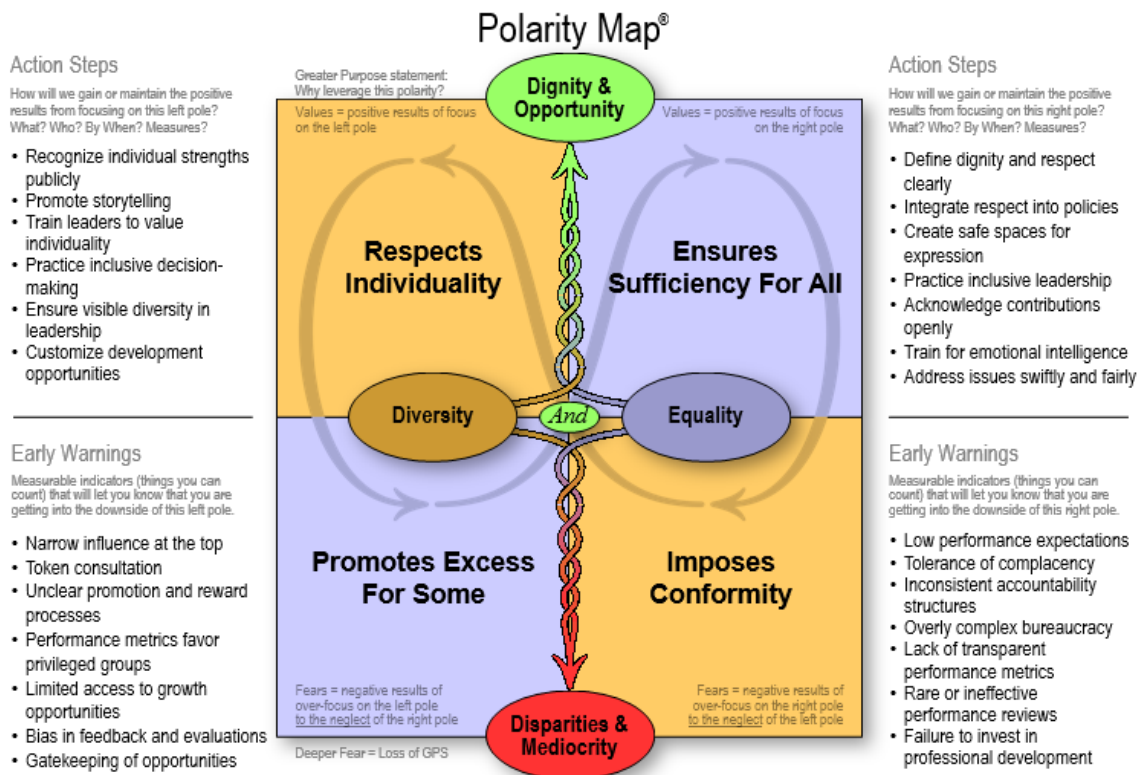 Polarity Map®
Action Steps
How will we gain or maintain the positive
results from focusing on this left pole?
What? Who? By When? Measures?
• Recognize individual strengths
publicly
• Promote storytelling
• Train leaders to value
individuality
• Practice inclusive decision-
making
• Ensure visible diversity in
leadership
• Customize development
opportunities
Early Warnings
Measurable indicators (things you can
count) that will let you know that you are
getting into the downside of this left pole.
• Narrow influence at the top
• Token consultation
• Unclear promotion and reward
processes
• Performance metrics favor
privileged groups
• Limited access to growth
opportunities
• Bias in feedback and evaluations
• Gatekeeping of opportunities
Greater Purpose statement:
Why leverage this polarity?
Dignity &
Opportunity
Values = positive results of focus
on the left pole
Values = positive results of focus
on the right pole
Respects
Individuality
Ensures
Sufficiency For All
Diversity
And
Equality
Promotes Excess
For Some
Imposes
Conformity
Fears = negative results of
over-focus on the left pole
to the neglect of the right pole
Fears = negative results of
over-focus on the right pole
to the neglect of the left pole
Disparities &
Mediocrity
Deeper Fear = Loss of GPS
Action Steps
How will we gain or maintain the positive
results from focusing on this right pole?
What? Who? By When? Measures?
• Define dignity and respect
clearly
• Integrate respect into policies
• Create safe spaces for
expression
• Practice inclusive leadership
• Acknowledge contributions
openly
• Train for emotional intelligence
• Address issues swiftly and fairly
Early Warnings
Measurable indicators (things you can
count) that will let you know that you are
getting into the downside of this right pole.
• Low performance expectations
• Tolerance of complacency
• Inconsistent accountability
structures
• Overly complex bureaucracy
• Lack of transparent
performance metrics
• Rare or ineffective
performance reviews
• Failure to invest in
professional development